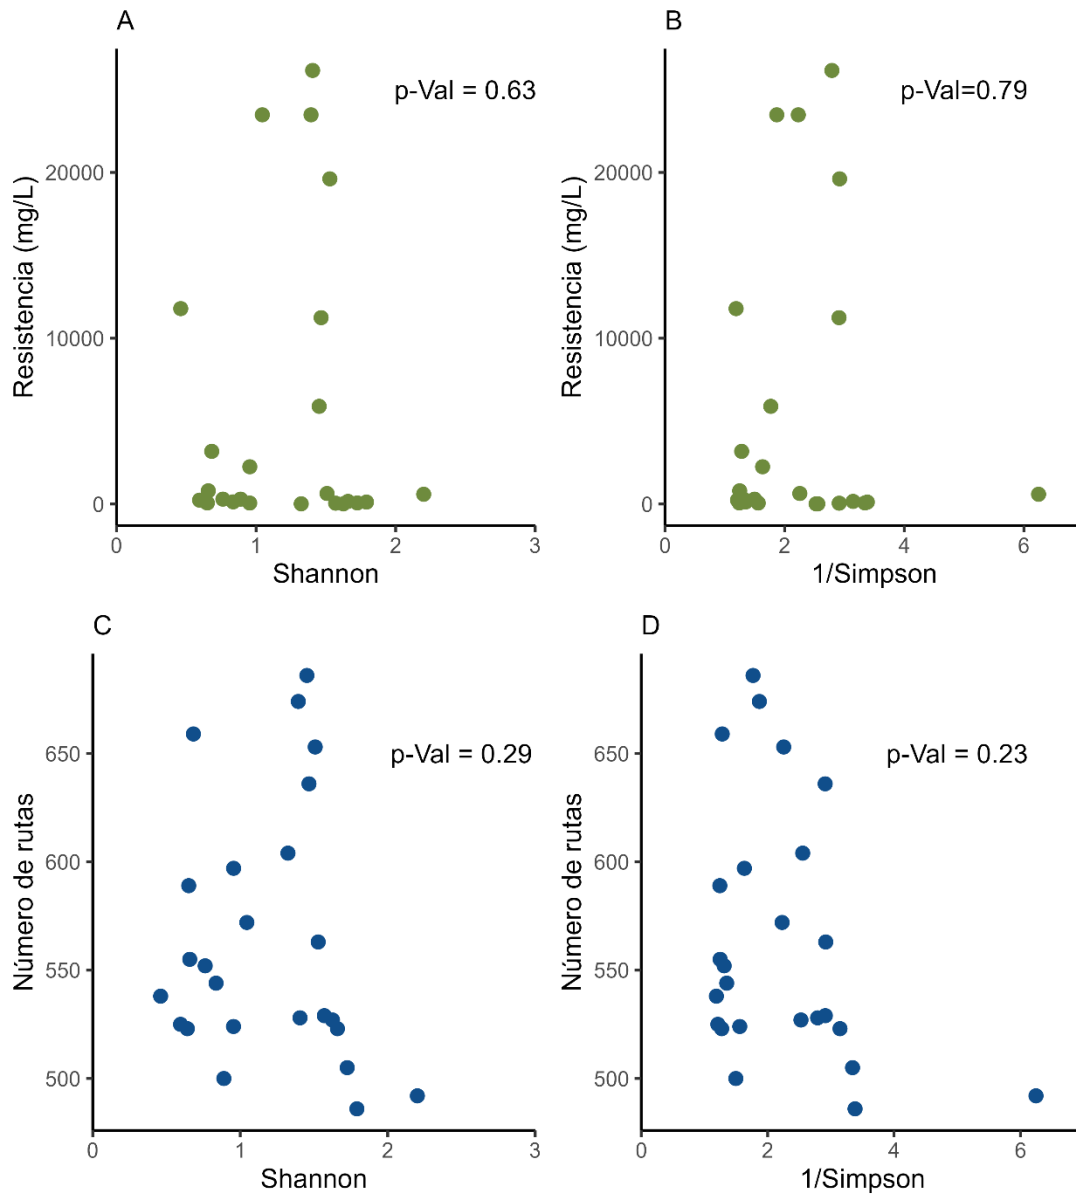 A
p-Val = 0.63
Resistencia (mg/L)
20000
10000
0
0 1 2 3
Shannon
B
p-Val=0.79
Resistencia (mg/L)
20000
10000
0
0 2 4 6
1/Simpson
C
p-Val = 0.29
Número de rutas
650
600
550
500
0 1 2 3
Shannon
D
p-Val = 0.23
Número de rutas
650
600
550
500
0 2 4 6
1/Simpson